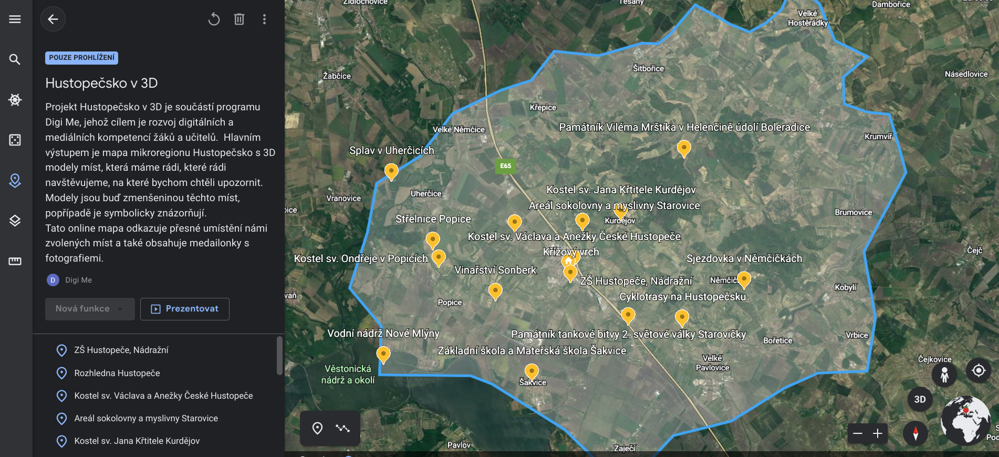 POUZE PROHLÍŽENÍ
Hustopečsko v 3D
Projekt Hustopečsko v 3D je součástí programu
Digi Me, jehož cílem je rozvoj digitálních a
mediálních kompetencí žáků a učitelů.  Hlavním
výstupem je mapa mikroregionu Hustopečsko s 3D
modely míst, která máme rádi, které rádi
navštěvujeme, na které bychom chtěli upozornit.
Modely jsou buď zmenšeninou těchto míst,
popřípadě je symbolicky znázorňují.
Tato online mapa odkazuje přesné umístění námi
zvolených míst a také obsahuje medailonky s
fotografiemi.
D Digi Me
Nová funkce
Prezentovat
ZŠ Hustopeče, Nádražní
Rozhledna Hustopeče
Kostel sv. Václava a Anežky České Hustopeče
Areál sokolovny a myslivny Starovice
Kostel sv. Jana Křtitele Kurdějov
Židlochovice
Těšany
Dambořice
Velké
Hostěrádky
Šitbořice
Žabčice
Násedlovice
Křepice
Velké Němčice
Památník Viléma Mrštíka v Helenčině údolí Boleradice
Krumvíř
Splav v Uherčicích
E65
Uherčice
Vranovice
Kostel sv. Jana Křtitele Kurdějov
Areál sokolovny a myslivny Starovice
Brumovice
Střelnice Popice
Kurdějov
Kostel sv. Václava a Anežky České Hustopeče
Křížový vrch
Čejč
Kostel sv. Ondřeje v Popicích
Sjezdovka v Němčičkách
Vinařství Sonberk
ZŠ Hustopeče, Nádražní
Kobylí
Cyklotrasy na Hustopečsku
Popice
Vodní nádrž Nové Mlýny
Památník tankové bitvy 2. světové války Starovičky
Vrbice
Bořetice
Základní škola a Mateřská škola Šakvice
Velké
Pavlovice
Čejkovice
Věstonická
nádrž a okolí
Šakvice
3D
Pavlov
Zaječí